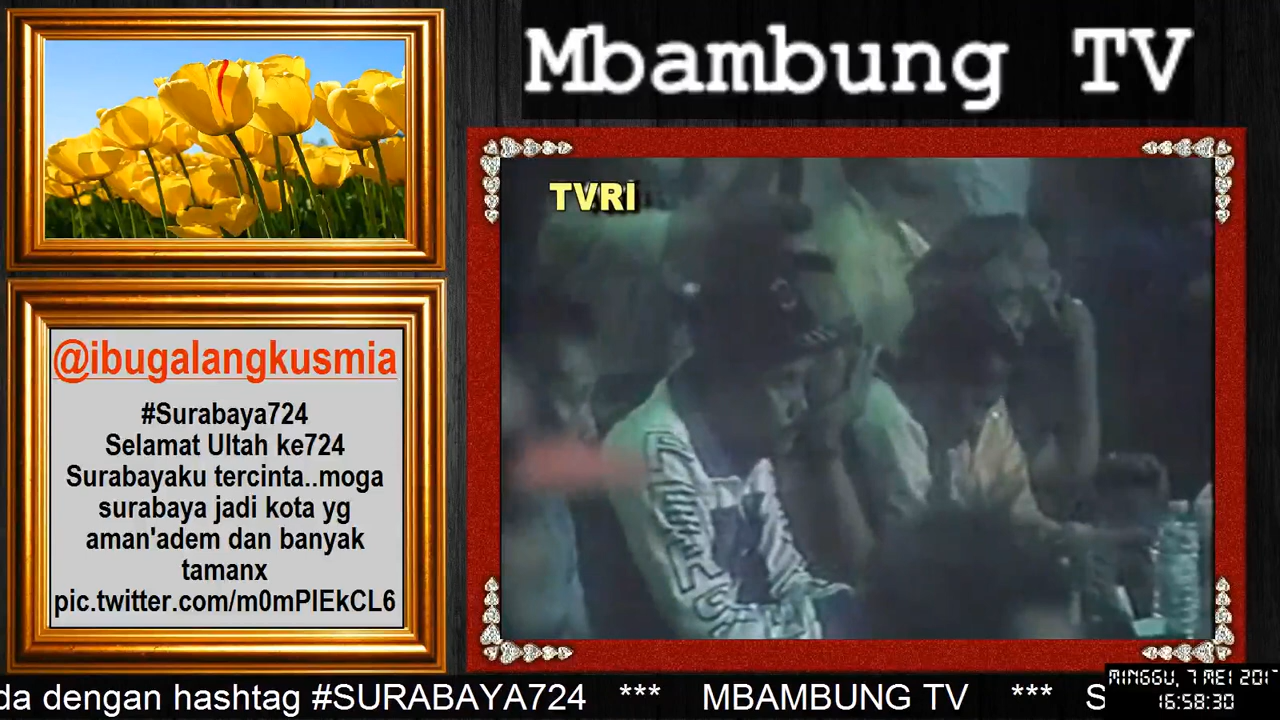 Mbambung TV
TVRI
@ibugalangkusmia
#Surabaya724
Selamat Ultah ke724
Surabayaku tercinta..moga
surabaya jadi kota yg
aman'adem dan banyak
tamanx
pic.twitter.com/m0mPlEkCL6
da dengan hashtag #SURABAYA724 *** MBAMBUNG TV *** S
MINGGU, 7 MEI 2017
16:58:30